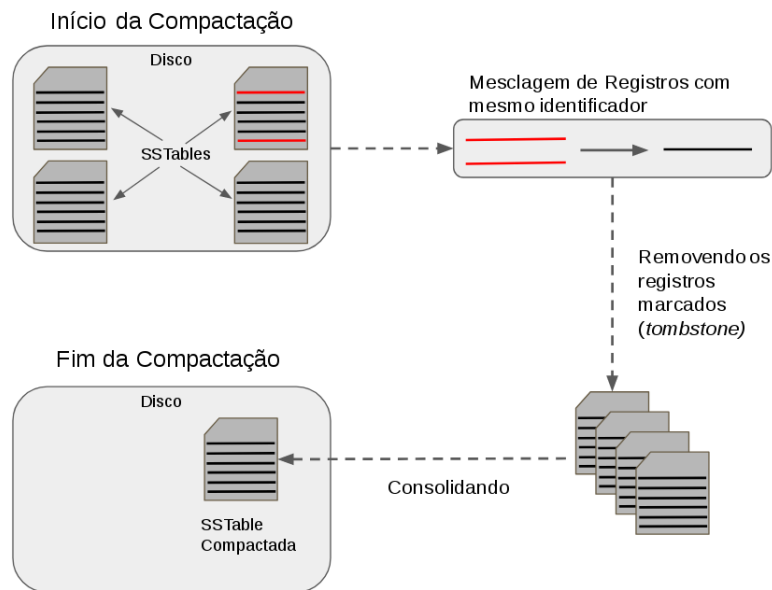 Início da Compactação
Disco
SSTables
Mesclagem de Registros com
mesmo identificador
Removendo os
registros
marcados
(tombstone)
Fim da Compactação
Disco
Consolidando
SSTable
Compactada